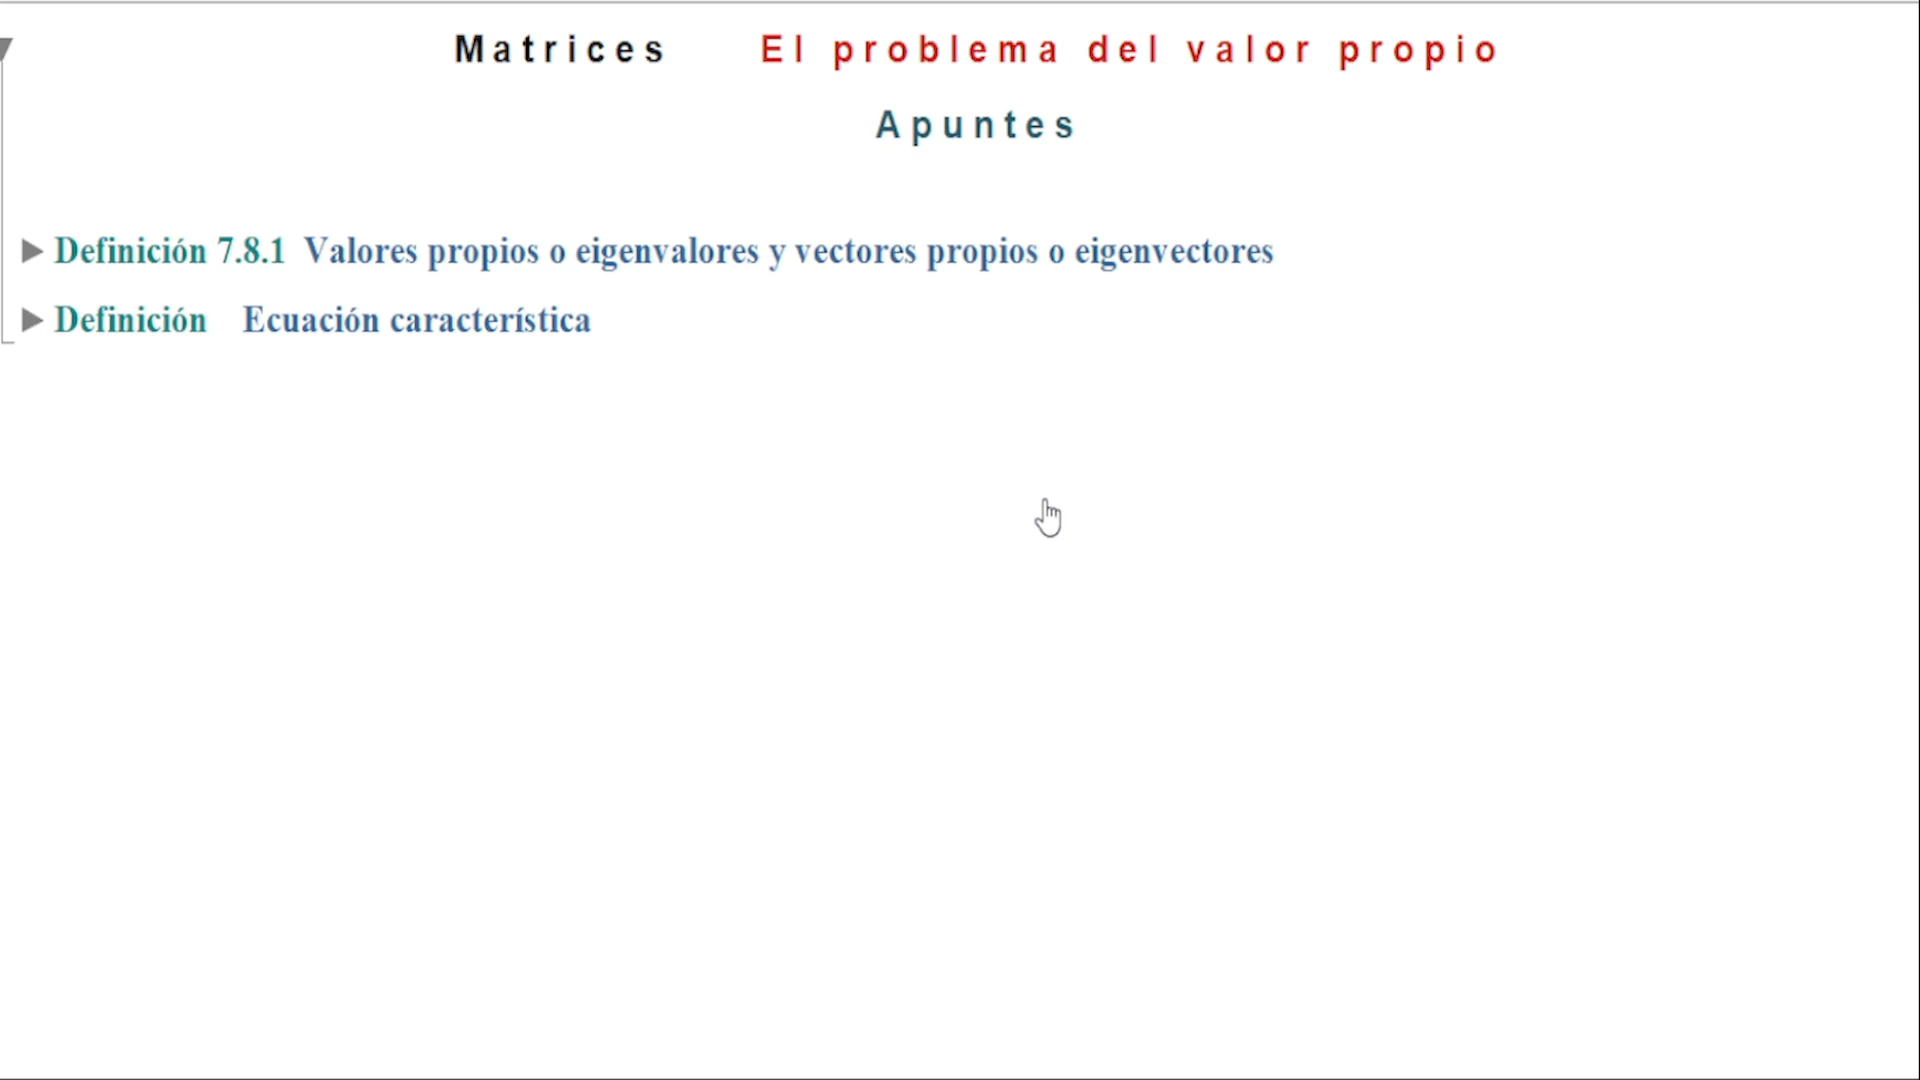 Matrices El problema del valor propio
Apuntes
Definición 7.8.1 Valores propios o eigenvalores y vectores propios o eigenvectores
Definición Ecuación característica